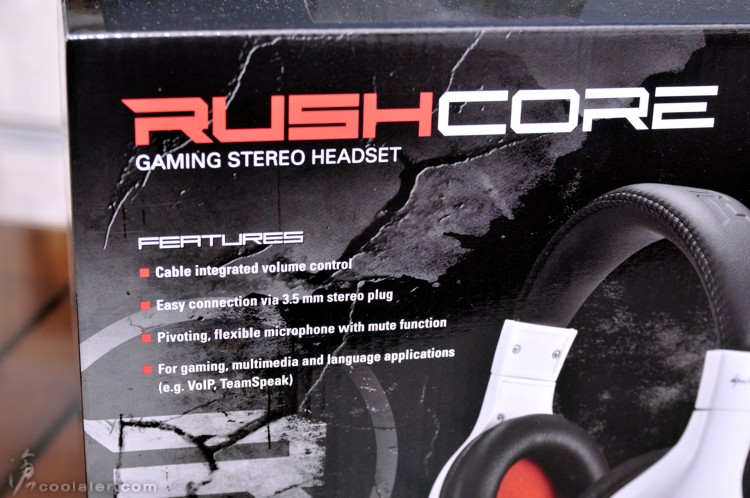 RUSHCORE
GAMING STEREO HEADSET
FEATURES
Cable integrated volume control
Easy connection via 3.5 mm stereo plug
Pivoting, flexible microphone with mute function
For gaming, multimedia and language applications
(e.g. VoIP, TeamSpeak)
滄 coolaler.com